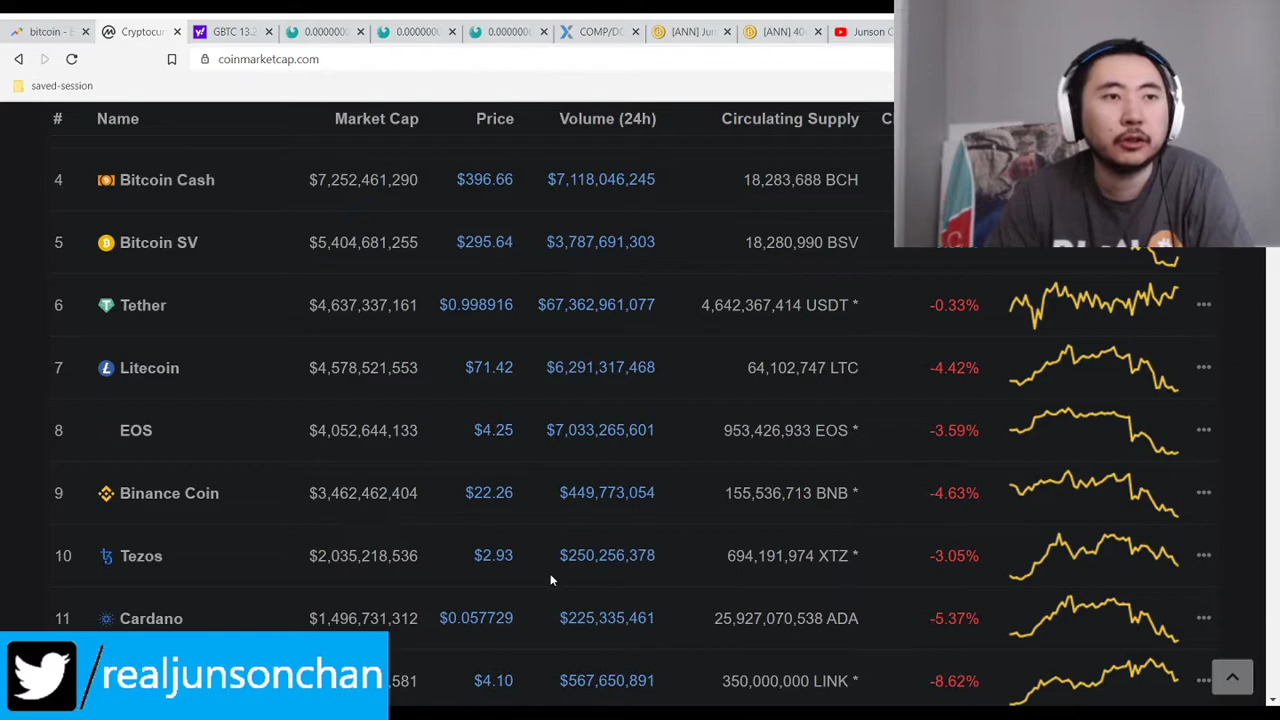 bitcoin - E
Cryptocur
GBTC 13.2
0.0000000
0.0000000
0.0000000
COMP/DC
[ANN] Jun
[ANN] 404
Junson C
coinmarketcap.com
saved-session
# Name Market Cap Price Volume (24h) Circulating Supply C
4 Bitcoin Cash $7,252,461,290 $396.66 $7,118,046,245 18,283,688 BCH
5 Bitcoin SV $5,404,681,255 $295.64 $3,787,691,303 18,280,990 BSV
6 Tether $4,637,337,161 $0.998916 $67,362,961,077 4,642,367,414 USDT * -0.33%
7 Litecoin $4,578,521,553 $71.42 $6,291,317,468 64,102,747 LTC -4.42%
8 EOS $4,052,644,133 $4.25 $7,033,265,601 953,426,933 EOS * -3.59%
9 Binance Coin $3,462,462,404 $22.26 $449,773,054 155,536,713 BNB * -4.63%
10 Tezos $2,035,218,536 $2.93 $250,256,378 694,191,974 XTZ * -3.05%
11 Cardano $1,496,731,312 $0.057729 $225,335,461 25,927,070,538 ADA -5.37%
,581 $4.10 $567,650,891 350,000,000 LINK * -8.62%
/realjunsonchan